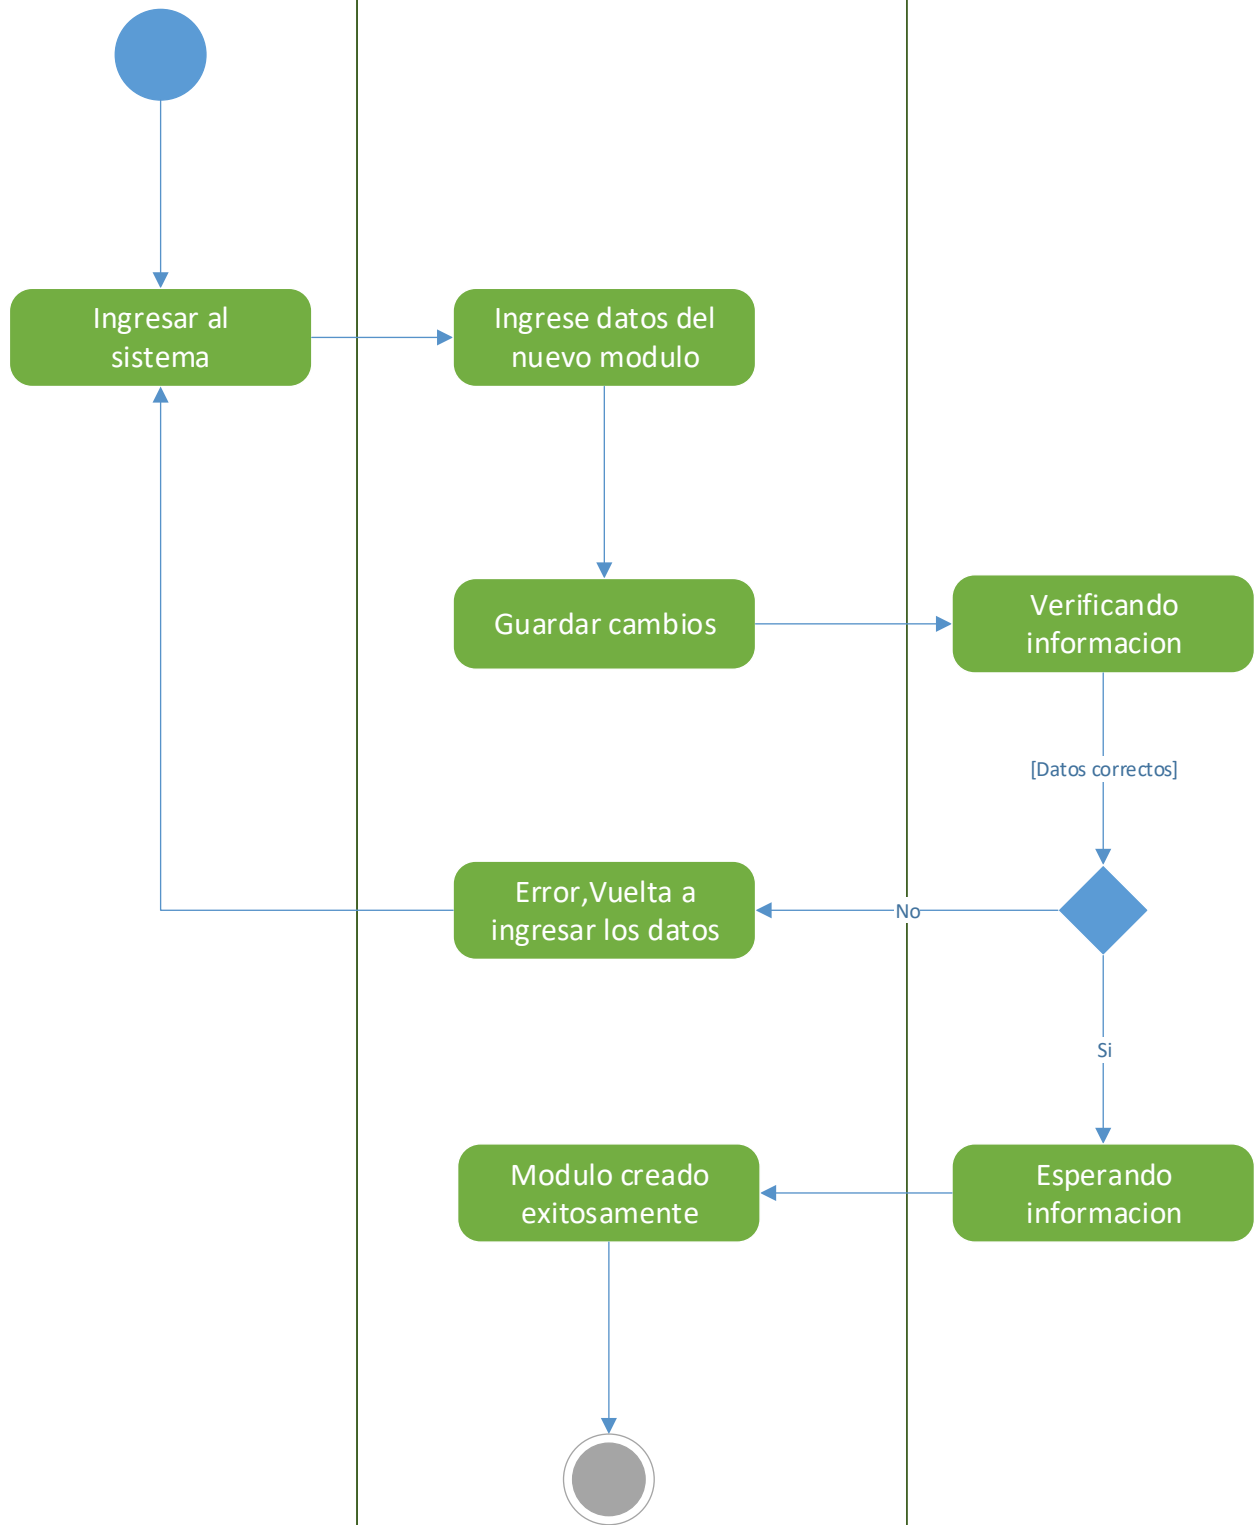 Ingresar al
sistema
Ingrese datos del
nuevo modulo
Guardar cambios
Verificando
informacion
[Datos correctos]
Error,Vuelta a
ingresar los datos
No
Si
Modulo creado
exitosamente
Esperando
informacion